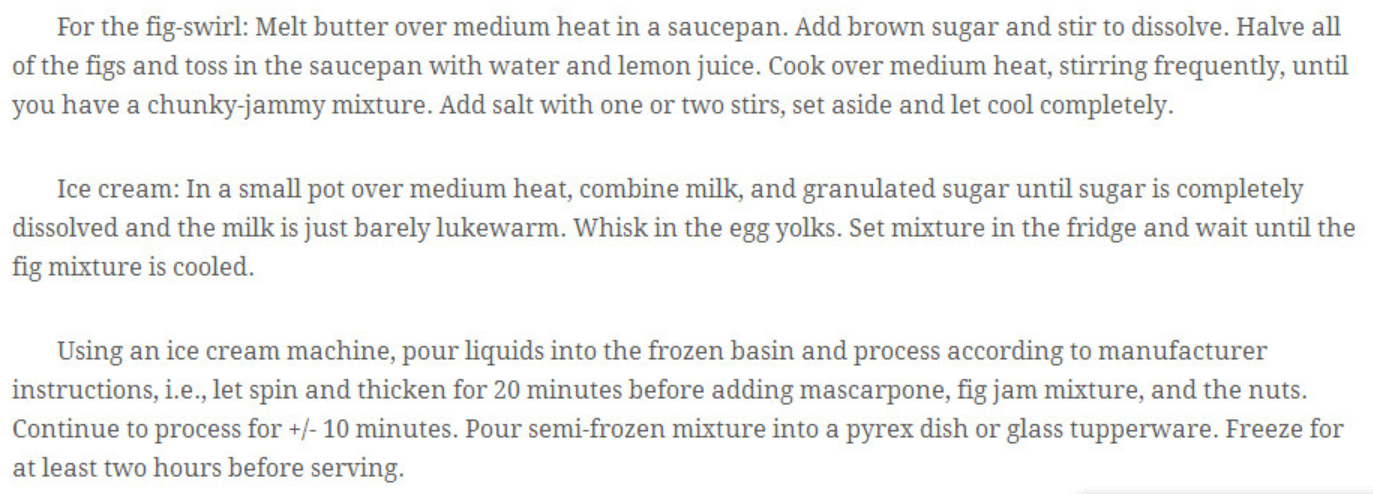 For the fig-swirl: Melt butter over medium heat in a saucepan. Add brown sugar and stir to dissolve. Halve all
of the figs and toss in the saucepan with water and lemon juice. Cook over medium heat, stirring frequently, until
you have a chunky-jammy mixture. Add salt with one or two stirs, set aside and let cool completely.
Ice cream: In a small pot over medium heat, combine milk, and granulated sugar until sugar is completely
dissolved and the milk is just barely lukewarm. Whisk in the egg yolks. Set mixture in the fridge and wait until the
fig mixture is cooled.
Using an ice cream machine, pour liquids into the frozen basin and process according to manufacturer
instructions, i.e., let spin and thicken for 20 minutes before adding mascarpone, fig jam mixture, and the nuts.
Continue to process for +/- 10 minutes. Pour semi-frozen mixture into a pyrex dish or glass tupperware. Freeze for
at least two hours before serving.